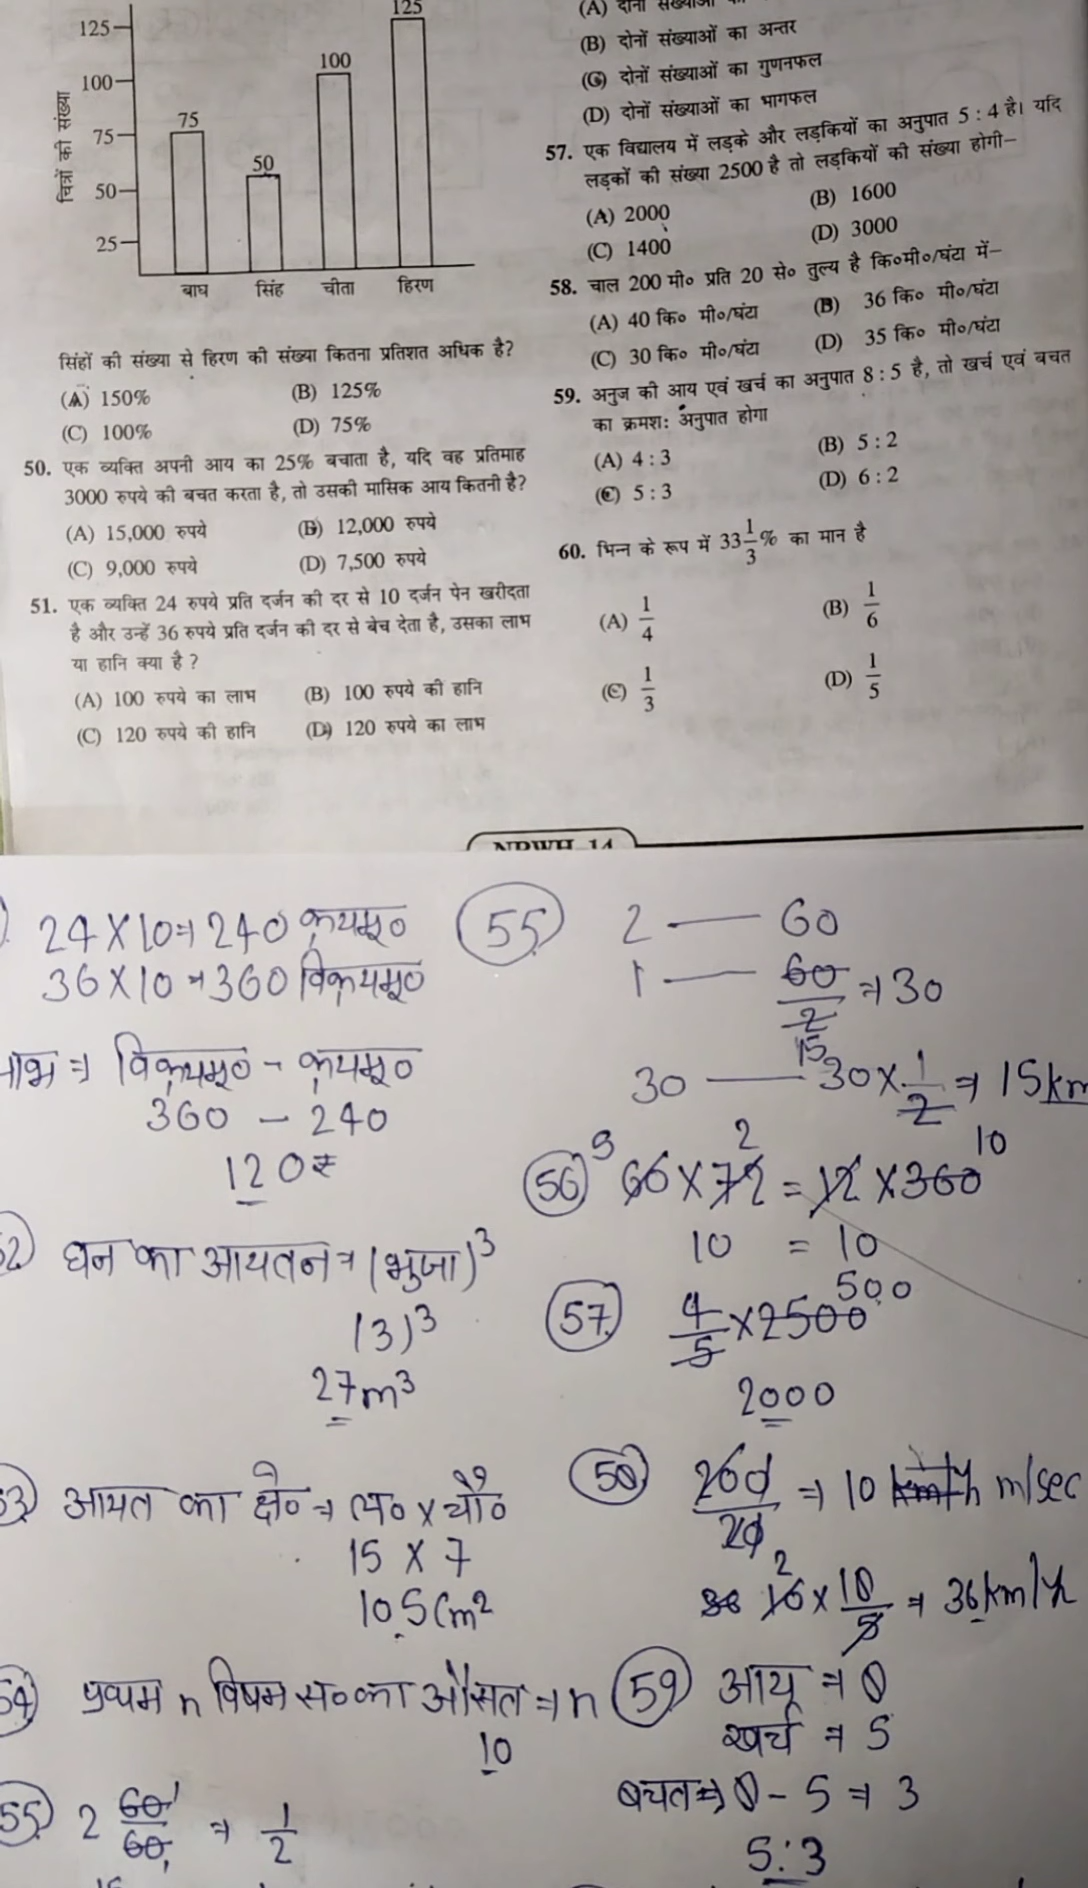 125
100
75
50
25
चित्रों की संख्या
75
50
100
125
बाघ सिंह चीता हिरण
सिंहों की संख्या से हिरण की संख्या कितना प्रतिशत अधिक है?
(A) 150% (B) 125%
(C) 100% (D) 75%
50. एक व्यक्ति अपनी आय का 25% बचाता है, यदि वह प्रतिमाह
3000 रुपये की बचत करता है, तो उसकी मासिक आय कितनी है?
(A) 15,000 रुपये (B) 12,000 रुपये
(C) 9,000 रुपये (D) 7,500 रुपये
51. एक व्यक्ति 24 रुपये प्रति दर्जन की दर से 10 दर्जन पेन खरीदता
है और उन्हें 36 रुपये प्रति दर्जन की दर से बेच देता है, उसका लाभ
या हानि क्या है ?
(A) 100 रुपये का लाभ (B) 100 रुपये की हानि
(C) 120 रुपये की हानि (D) 120 रुपये का लाभ
(A) दोनों
(B) दोनों संख्याओं का अन्तर
(C) दोनों संख्याओं का गुणनफल
(D) दोनों संख्याओं का भागफल
57. एक विद्यालय में लड़के और लड़कियों का अनुपात 5 : 4 है। यदि
लड़कों की संख्या 2500 है तो लड़कियों की संख्या होगी–
(A) 2000 (B) 1600
(C) 1400 (D) 3000
58. चाल 200 मी० प्रति 20 से० तुल्य है कि०मी०/घंटा में–
(A) 40 कि० मी०/घंटा (B) 36 कि० मी०/घंटा
(C) 30 कि० मी०/घंटा (D) 35 कि० मी०/घंटा
59. अनुज की आय एवं खर्च का अनुपात 8 : 5 है, तो खर्च एवं बचत
का क्रमशः अनुपात होगा
(A) 4 : 3 (B) 5 : 2
(C) 5 : 3 (D) 6 : 2
60. भिन्न के रूप में 33 1/3 % का मान है
(A) 1/4 (B) 1/6
(C) 1/3 (D) 1/5
24 × 10 ⇒ 240 क्रयमू०
36 × 10 ⇒ 360 विक्रयमू०
लाभ ⇒ विक्रयमू० - क्रयमू०
360 - 240
120₹
घन का आयतन ⇒ (भुजा)³
(3)³
27m³
आयत का क्षे० ⇒ ल० × चौ०
15 × 7
105cm²
54) प्रथम n विषम सं० का औसत ⇒ n
10
55) 2 60/60 ⇒ 1/2
55) 2 — 60
1 — 60/2 ⇒ 30
15
30 — 30 × 1/2 ⇒ 15km
3 2 10
56) 66 × 72 = 12 × 360
10 = 10
500
57) 4/5 × 2500
2000
58) 200/20 ⇒ 10 m/sec
2
10 × 18/5 ⇒ 36km/h
59) आय ⇒ 8
खर्च ⇒ 5
बचत ⇒ 8 - 5 ⇒ 3
5:3